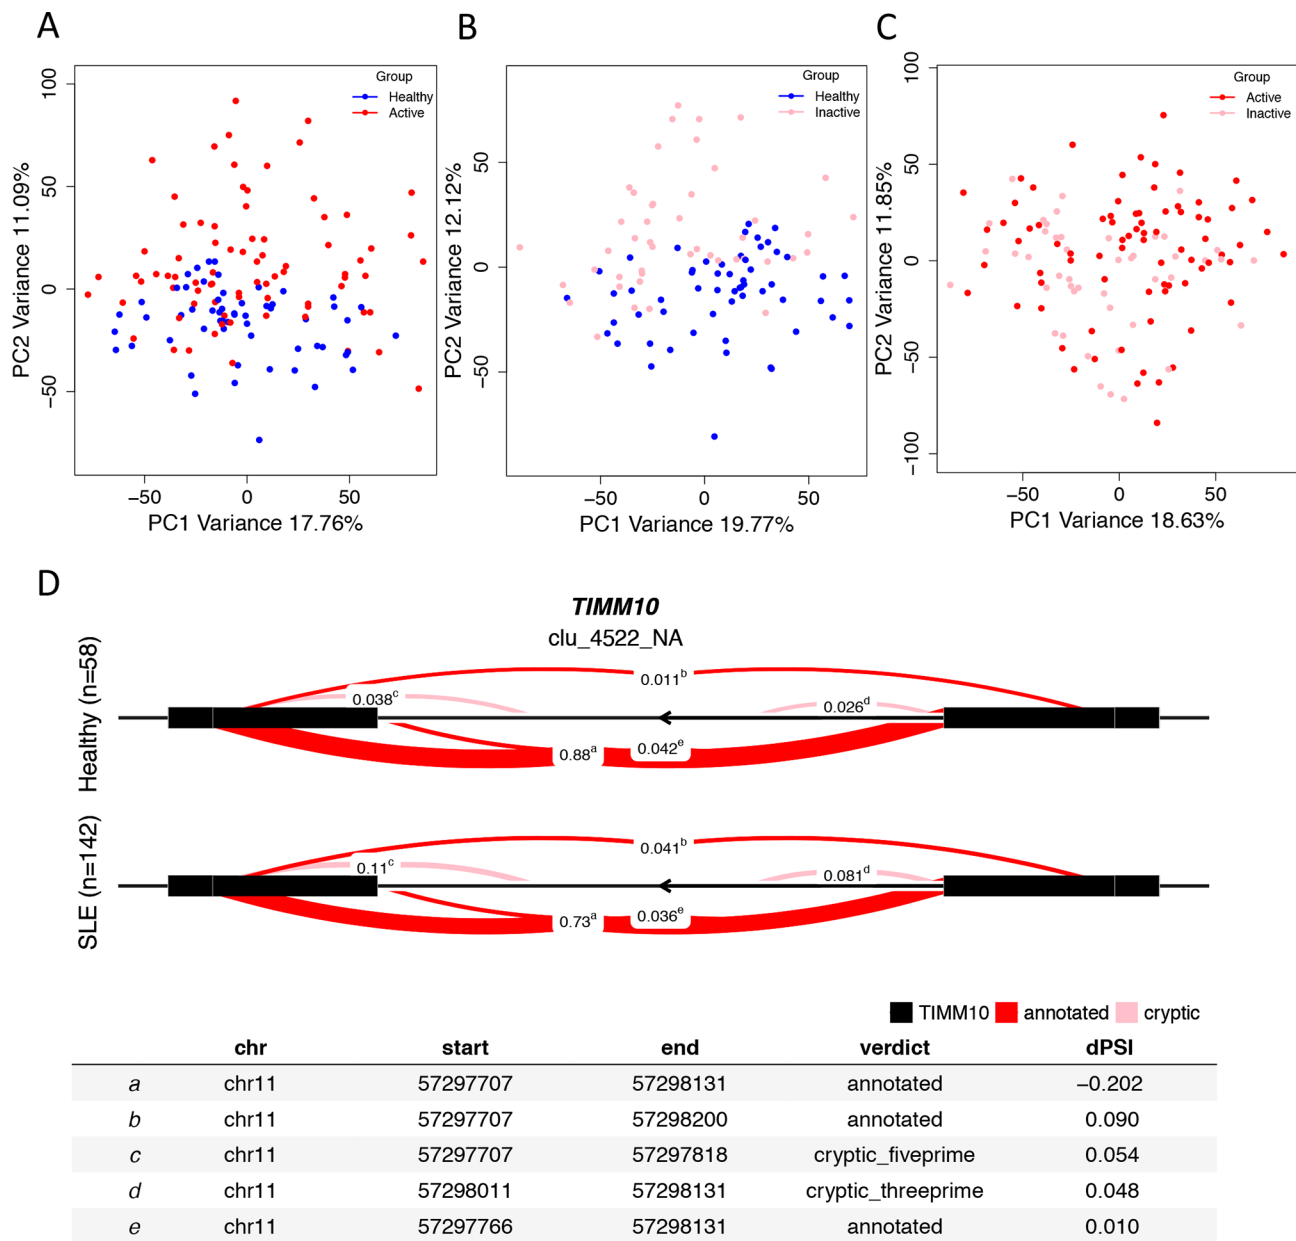 A
B
C
100
50
0
−50
PC2 Variance 11.09%
Group
Healthy
Active
−50
0
50
PC1 Variance 17.76%
50
0
−50
PC2 Variance 12.12%
Group
Healthy
Inactive
−50
0
50
PC1 Variance 19.77%
100
50
0
−50
−100
PC2 Variance 11.85%
Group
Active
Inactive
−50
0
50
PC1 Variance 18.63%
D
TIMM10
clu_4522_NA
Healthy (n=58)
0.011b
0.038c
0.026d
0.88a
0.042e
SLE (n=142)
0.041b
0.11c
0.081d
0.73a
0.036e
TIMM10 annotated cryptic
chr start end verdict dPSI
a chr11 57297707 57298131 annotated −0.202
b chr11 57297707 57298200 annotated 0.090
c chr11 57297707 57297818 cryptic_fiveprime 0.054
d chr11 57298011 57298131 cryptic_threeprime 0.048
e chr11 57297766 57298131 annotated 0.010